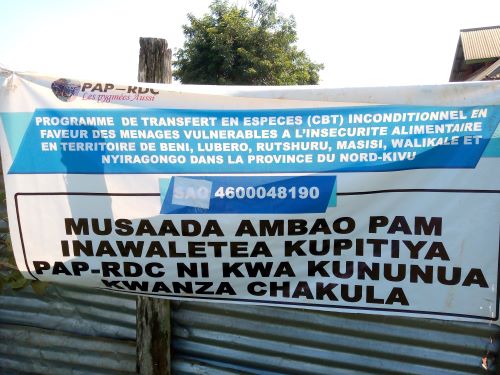 PAP-RDC
Les pygmées Aussi
PROGRAMME DE TRANSFERT EN ESPECES (CBT) INCONDITIONNEL EN
FAVEUR DES MENAGES VULNERABLES A L'INSECURITE ALIMENTAIRE
EN TERRITOIRE DE BENI, LUBERO, RUTSHURU, MASISI, WALIKALE ET
NYIRAGONGO DANS LA PROVINCE DU NORD-KIVU
SAO 4600048190
MUSAADA AMBAO PAM
INAWALETEA KUPITIYA
PAP-RDC NI KWA KUNUNUA
KWANZA CHAKULA